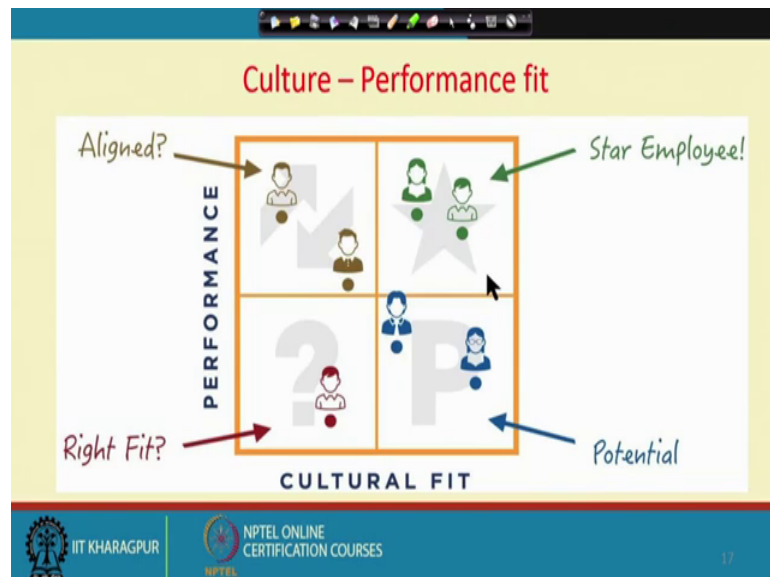 Culture – Performance fit
Aligned?
Star Employee!
PERFORMANCE
?
P
Right Fit?
Potential
CULTURAL FIT
IIT KHARAGPUR
NPTEL
NPTEL ONLINE
CERTIFICATION COURSES
17